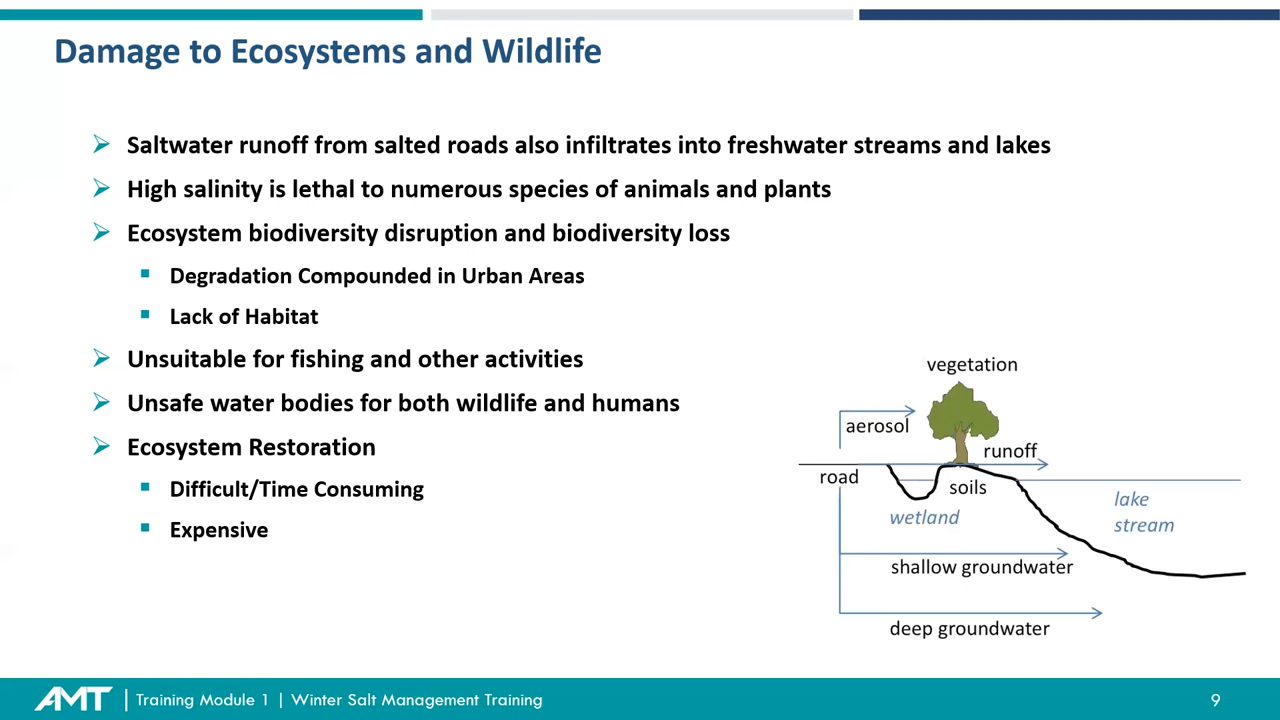 Damage to Ecosystems and Wildlife
Saltwater runoff from salted roads also infiltrates into freshwater streams and lakes
High salinity is lethal to numerous species of animals and plants
Ecosystem biodiversity disruption and biodiversity loss
Degradation Compounded in Urban Areas
Lack of Habitat
Unsuitable for fishing and other activities
Unsafe water bodies for both wildlife and humans
Ecosystem Restoration
Difficult/Time Consuming
Expensive
vegetation
aerosol
runoff
road
soils
lake
stream
wetland
shallow groundwater
deep groundwater
AMT | Training Module 1 | Winter Salt Management Training
9